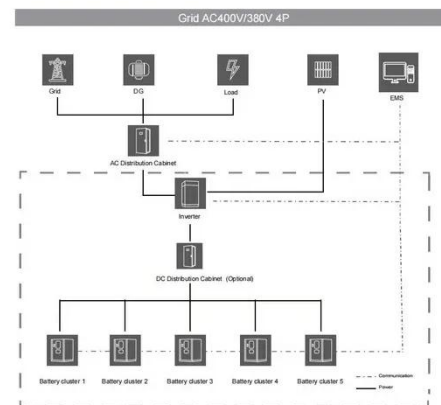 Grid AC400V/380V 4P
Grid
DG
Load
PV
EMS
AC Distribution Cabinet
Inverter
DC Distribution Cabinet (Optional)
Battery cluster 1
Battery cluster 2
Battery cluster 3
Battery cluster 4
Battery cluster 5
Communication
Power